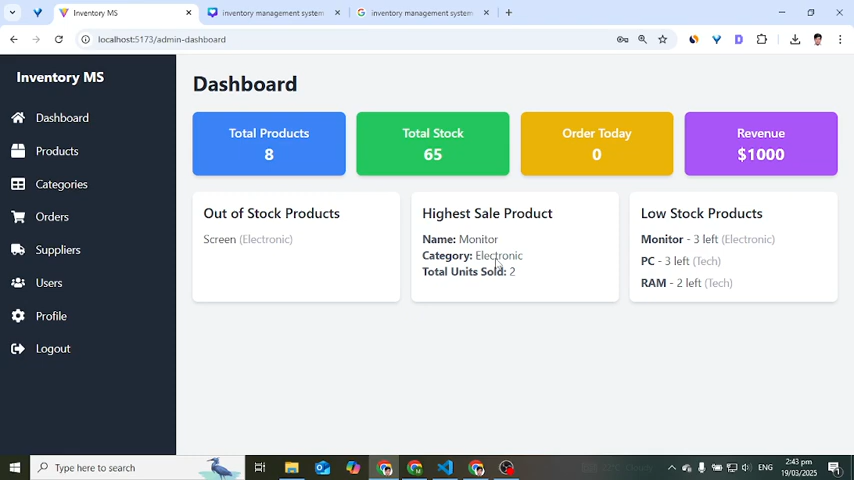 Inventory MS
inventory management system
inventory management system
localhost:5173/admin-dashboard
Inventory MS
Dashboard
Products
Categories
Orders
Suppliers
Users
Profile
Logout
Dashboard
Total Products
8
Total Stock
65
Order Today
0
Revenue
$1000
Out of Stock Products
Screen (Electronic)
Highest Sale Product
Name: Monitor
Category: Electronic
Total Units Sold: 2
Low Stock Products
Monitor - 3 left (Electronic)
PC - 3 left (Tech)
RAM - 2 left (Tech)
Type here to search
ENG
2:43 pm
19/03/2025